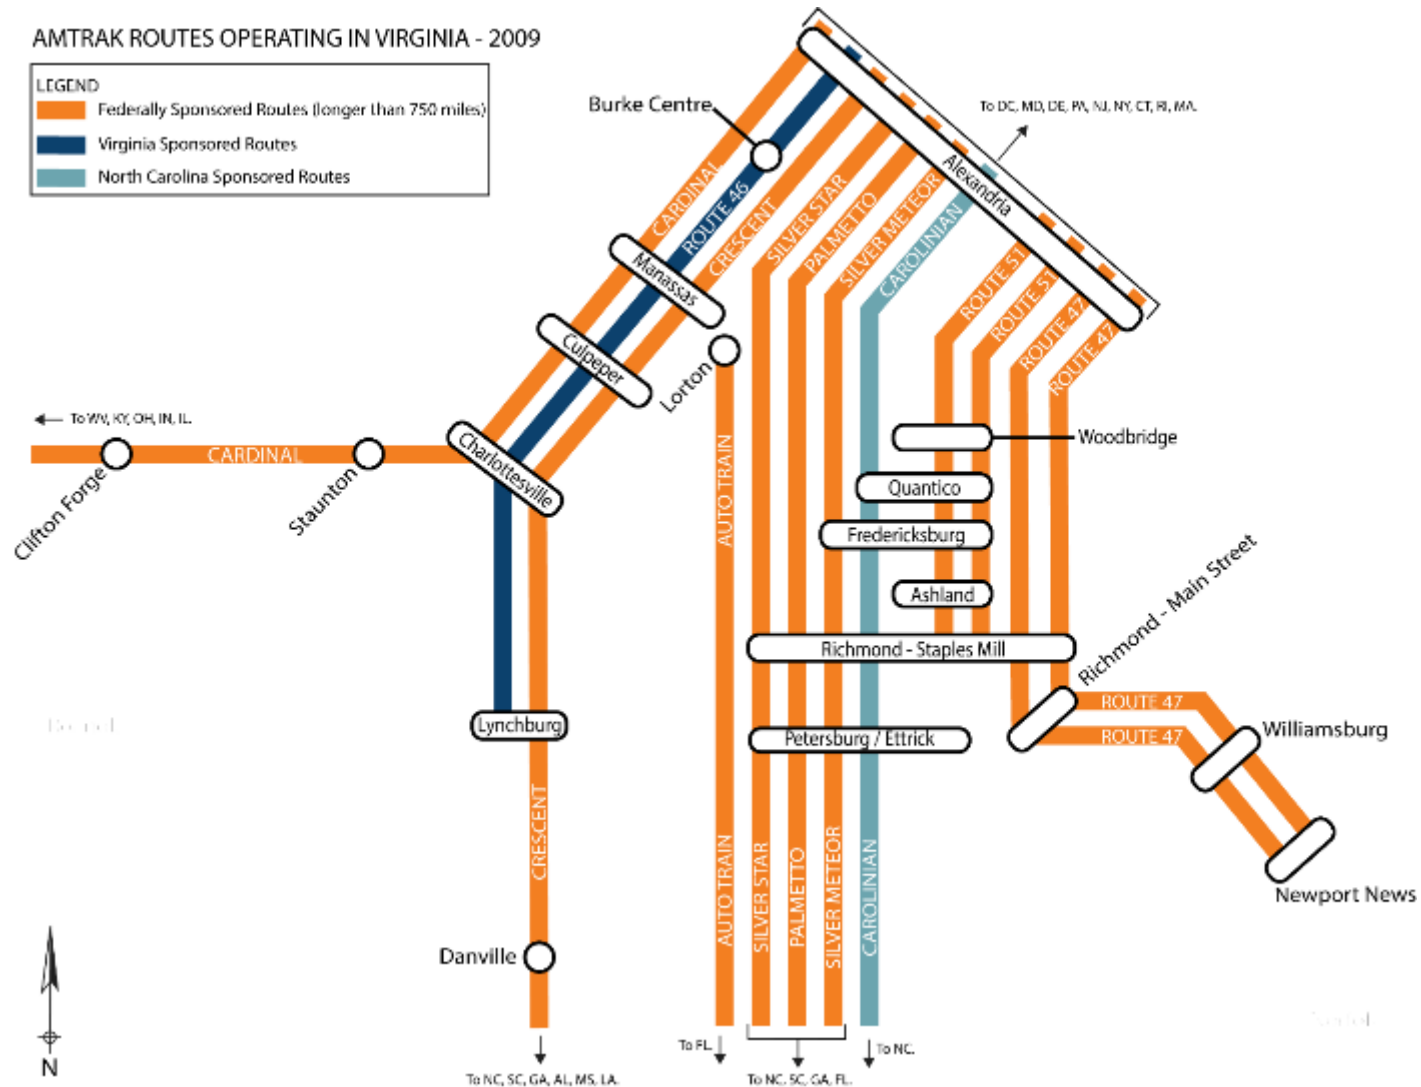 AMTRAK ROUTES OPERATING IN VIRGINIA - 2009
LEGEND
Federally Sponsored Routes (longer than 750 miles)
Virginia Sponsored Routes
North Carolina Sponsored Routes
Burke Centre
To DC, MD, DE, PA, NJ, NY, CT, RI, MA.
Alexandria
CARDINAL
ROUTE 46
CRESCENT
SILVER STAR
PALMETTO
SILVER METEOR
CAROLINIAN
ROUTE 51
ROUTE 51
ROUTE 47
ROUTE 47
Manassas
Culpeper
Lorton
To WV, KY, OH, IN, IL.
CARDINAL
Clifton Forge
Staunton
Charlottesville
AUTO TRAIN
Woodbridge
Quantico
Fredericksburg
Ashland
Richmond - Staples Mill
Richmond - Main Street
ROUTE 47
ROUTE 47
Lynchburg
Petersburg / Ettrick
Williamsburg
Newport News
CRESCENT
AUTO TRAIN
SILVER STAR
PALMETTO
SILVER METEOR
CAROLINIAN
Danville
N
To FL.
To NC.
To NC, SC, GA, AL, MS, LA.
To NC, SC, GA, FL.